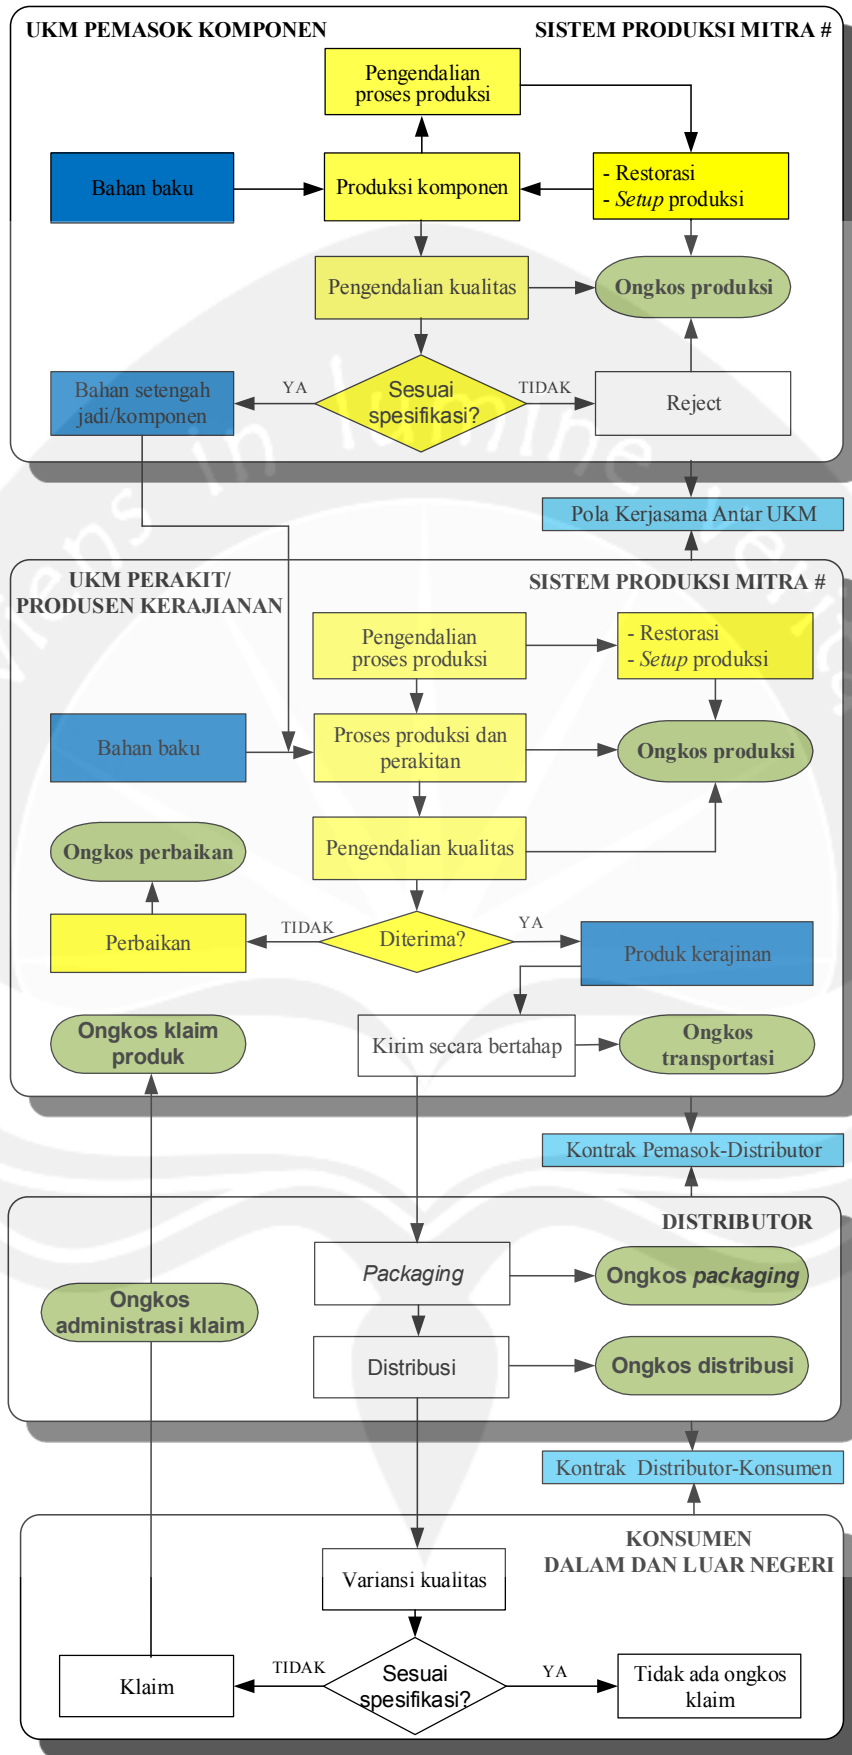 UKM PEMASOK KOMPONEN
SISTEM PRODUKSI MITRA #
Pengendalian
proses produksi
Bahan baku
Produksi komponen
- Restorasi
- Setup produksi
Pengendalian kualitas
Ongkos produksi
Bahan setengah
jadi/komponen
YA
Sesuai
spesifikasi?
TIDAK
Reject
Pola Kerjasama Antar UKM
UKM PERAKIT/
PRODUSEN KERAJIANAN
SISTEM PRODUKSI MITRA #
Pengendalian
proses produksi
- Restorasi
- Setup produksi
Bahan baku
Proses produksi dan
perakitan
Ongkos produksi
Ongkos perbaikan
Pengendalian kualitas
Perbaikan
TIDAK
Diterima?
YA
Produk kerajinan
Ongkos klaim
produk
Kirim secara bertahap
Ongkos
transportasi
Kontrak Pemasok-Distributor
DISTRIBUTOR
Packaging
Ongkos packaging
Ongkos
administrasi klaim
Distribusi
Ongkos distribusi
Kontrak Distributor-Konsumen
KONSUMEN
DALAM DAN LUAR NEGERI
Variansi kualitas
Klaim
TIDAK
Sesuai
spesifikasi?
YA
Tidak ada ongkos
klaim
viens in lumine verita